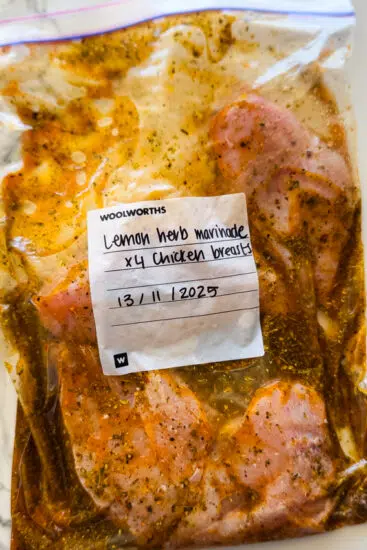 WOOLWORTHS
Lemon herb marinade
x4 Chicken breasts
13/11/2025
W